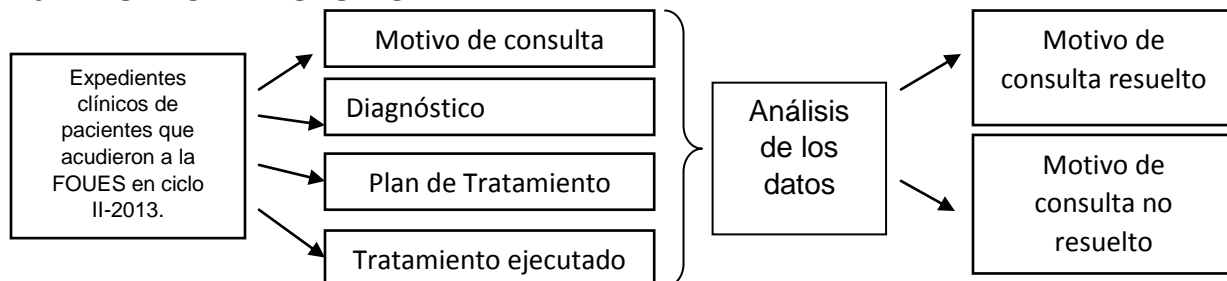 Expedientes
clínicos de
pacientes que
acudieron a la
FOUES en ciclo
II-2013.
Motivo de consulta
Diagnóstico
Plan de Tratamiento
Tratamiento ejecutado
Análisis
de los
datos
Motivo de
consulta resuelto
Motivo de
consulta no
resuelto